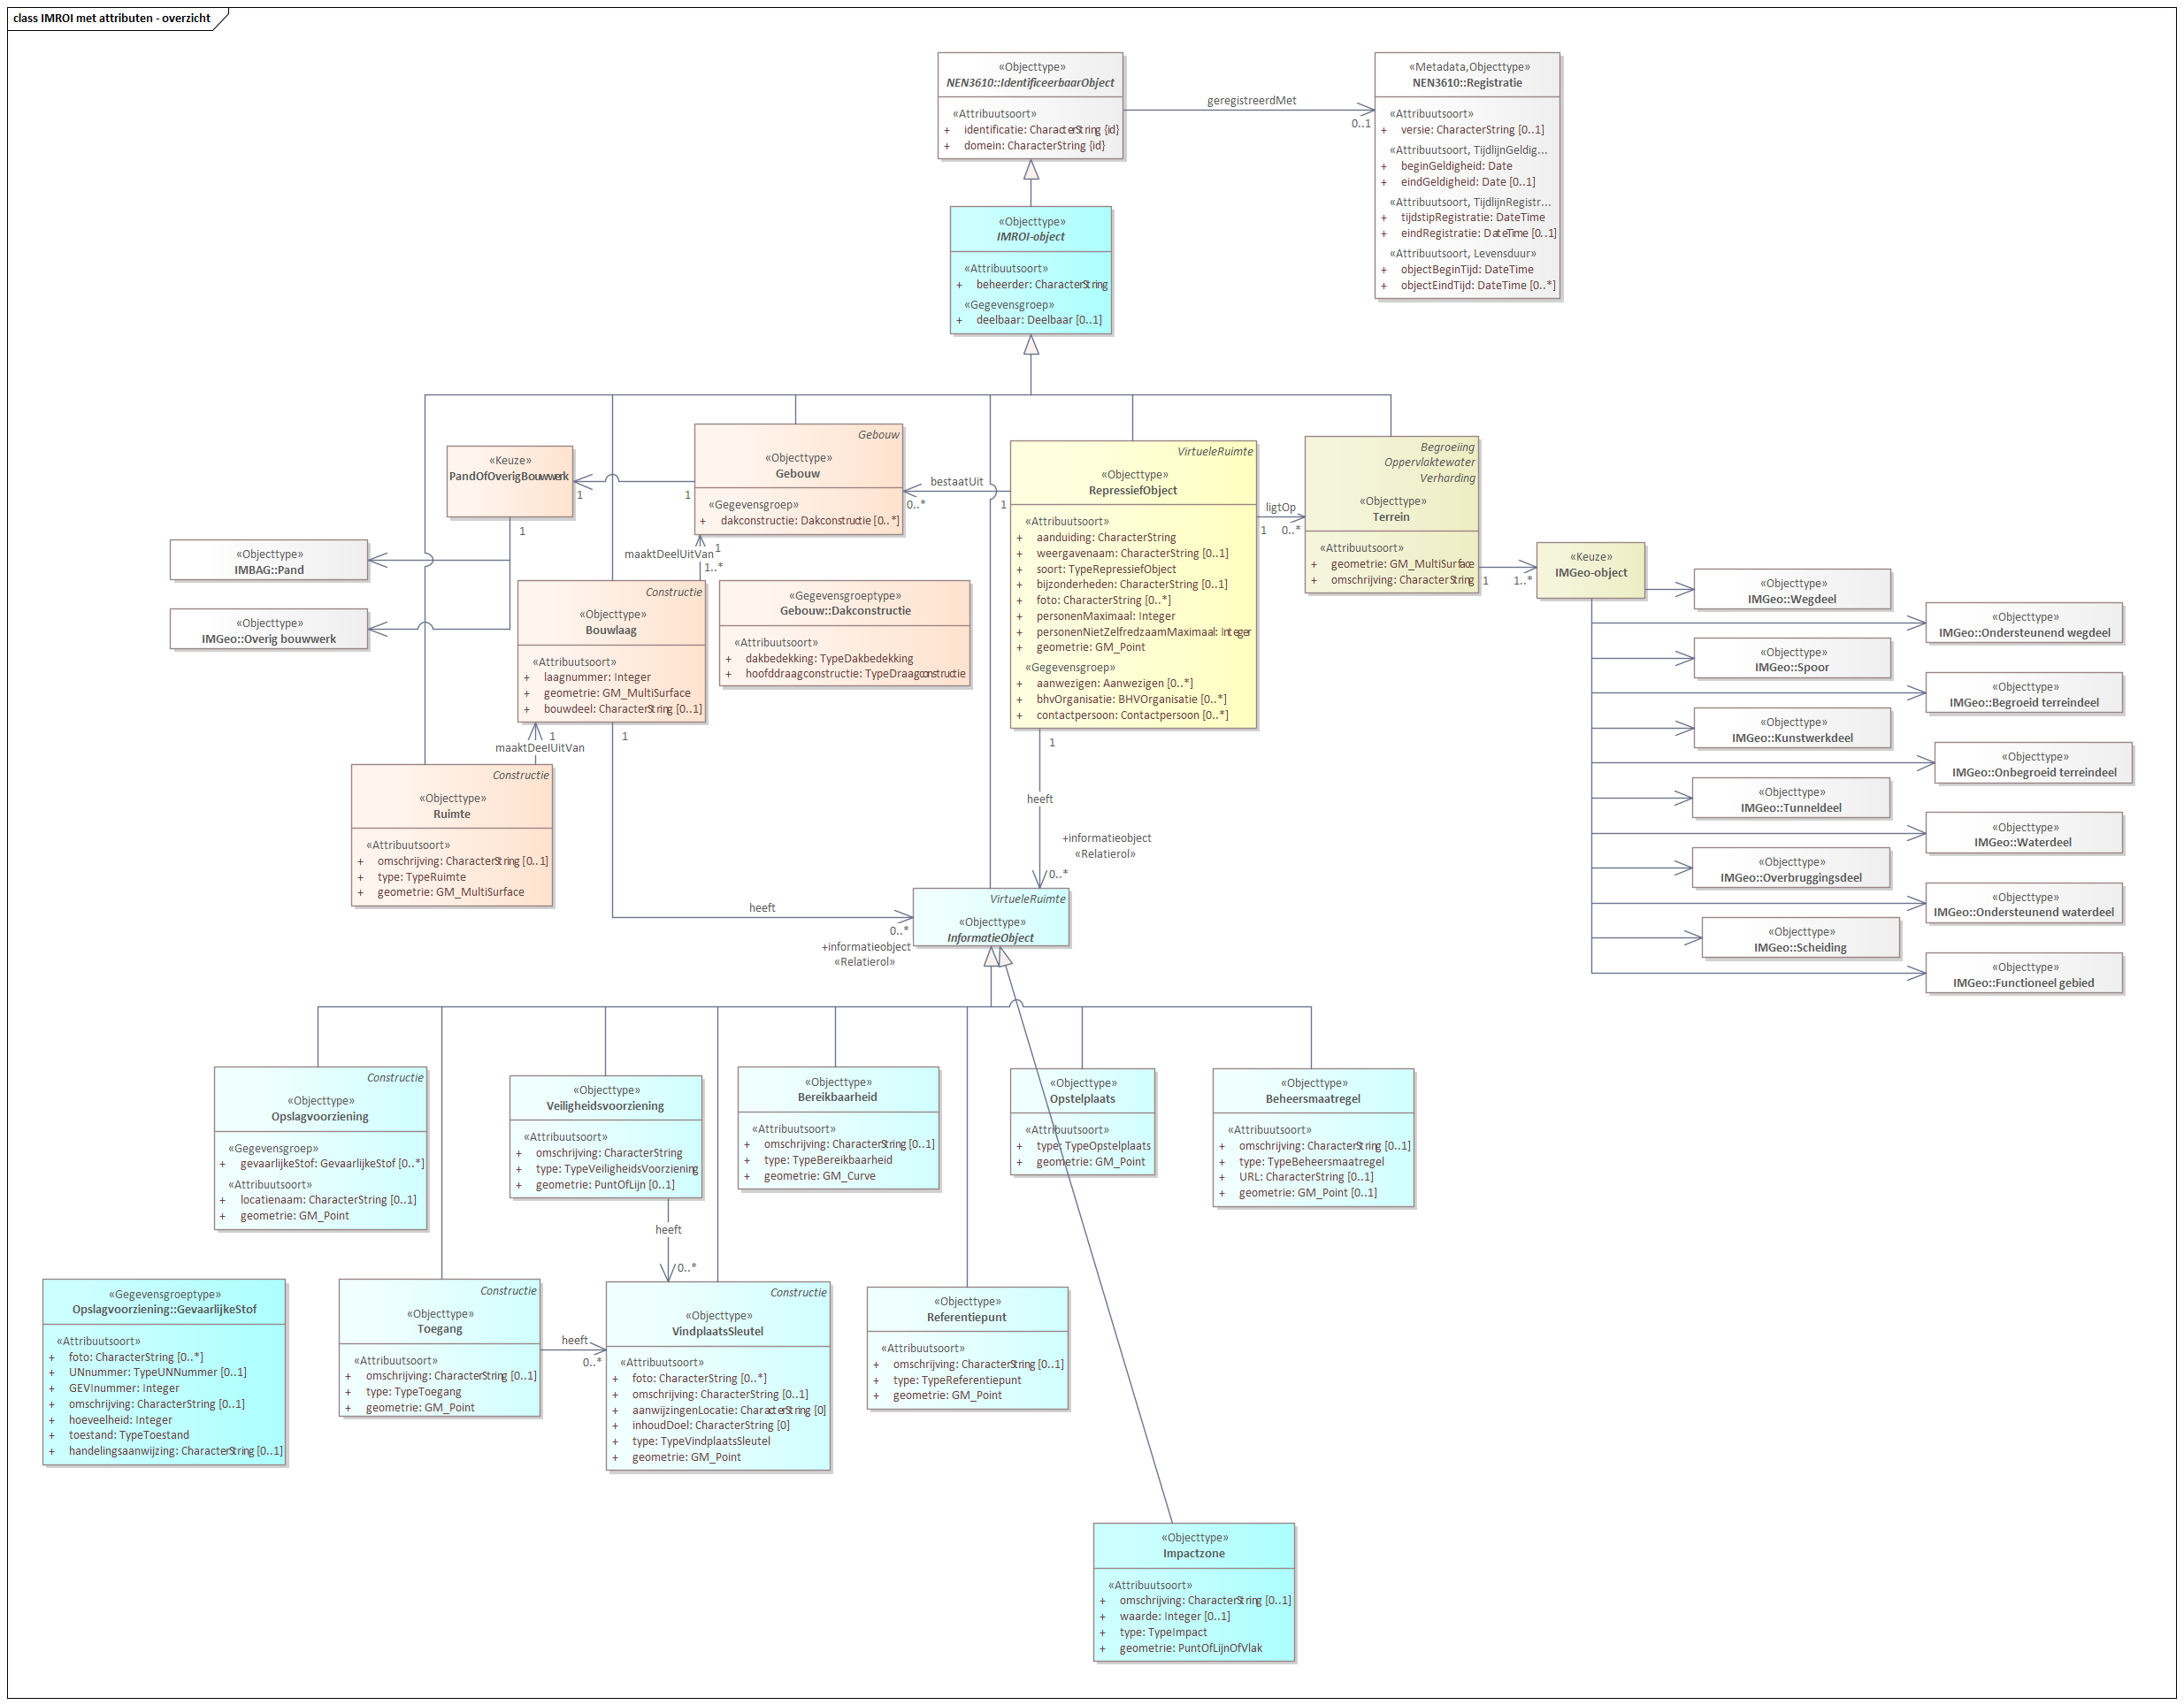 class IMROI met attributen - overzicht
«Objecttype»
NEN3610::IdentificeerbaarObject
«Attribuutsoort»
+ identificatie: CharacterString {id}
+ domein: CharacterString {id}
geregistreerdMet
0..1
«Metadata,Objecttype»
NEN3610::Registratie
«Attribuutsoort»
+ versie: CharacterString [0..1]
«Attribuutsoort, TijdlijnGeldig...
+ beginGeldigheid: Date
+ eindGeldigheid: Date [0..1]
«Attribuutsoort, TijdlijnRegistr...
+ tijdstipRegistratie: DateTime
+ eindRegistratie: DateTime [0..1]
«Attribuutsoort, Levensduur»
+ objectBeginTijd: DateTime
+ objectEindTijd: DateTime [0..*]
«Objecttype»
IMROI-object
«Attribuutsoort»
+ beheerder: CharacterString
«Gegevensgroep»
+ deelbaar: Deelbaar [0..1]
«Keuze»
PandOfOverigBouwwerk
1
1
1
Gebouw
«Objecttype»
Gebouw
«Gegevensgroep»
+ dakconstructie: Dakconstructie [0..*]
bestaatUit
0..*
1
VirtueleRuimte
«Objecttype»
RepressiefObject
«Attribuutsoort»
+ aanduiding: CharacterString
+ weergavenaam: CharacterString [0..1]
+ soort: TypeRepressiefObject
+ bijzonderheden: CharacterString [0..1]
+ foto: CharacterString [0..*]
+ personenMaximaal: Integer
+ personenNietZelfredzaamMaximaal: Integer
+ geometrie: GM_Point
«Gegevensgroep»
+ aanwezigen: Aanwezigen [0..*]
+ bhvOrganisatie: BHVOrganisatie [0..*]
+ contactpersoon: Contactpersoon [0..*]
ligtOp
1
0..*
Begroeiing
Oppervlaktewater
Verharding
«Objecttype»
Terrein
«Attribuutsoort»
+ geometrie: GM_MultiSurface
+ omschrijving: CharacterString
1
1..*
«Keuze»
IMGeo-object
«Objecttype»
IMBAG::Pand
«Objecttype»
IMGeo::Overig bouwwerk
maaktDeelUitVan
1
1..*
Constructie
«Objecttype»
Bouwlaag
«Attribuutsoort»
+ laagnummer: Integer
+ geometrie: GM_MultiSurface
+ bouwdeel: CharacterString [0..1]
«Gegevensgroeptype»
Gebouw::Dakconstructie
«Attribuutsoort»
+ dakbedekking: TypeDakbedekking
+ hoofddraagconstructie: TypeDraagconstructie
«Objecttype»
IMGeo::Wegdeel
«Objecttype»
IMGeo::Ondersteunend wegdeel
«Objecttype»
IMGeo::Spoor
«Objecttype»
IMGeo::Begroeid terreindeel
«Objecttype»
IMGeo::Kunstwerkdeel
«Objecttype»
IMGeo::Onbegroeid terreindeel
«Objecttype»
IMGeo::Tunneldeel
«Objecttype»
IMGeo::Waterdeel
«Objecttype»
IMGeo::Overbruggingsdeel
«Objecttype»
IMGeo::Ondersteunend waterdeel
«Objecttype»
IMGeo::Scheiding
«Objecttype»
IMGeo::Functioneel gebied
1
maaktDeelUitVan
1
Constructie
«Objecttype»
Ruimte
«Attribuutsoort»
+ omschrijving: CharacterString [0..1]
+ type: TypeRuimte
+ geometrie: GM_MultiSurface
1
heeft
+informatieobject
«Relatierol»
0..*
heeft
0..*
+informatieobject
«Relatierol»
VirtueleRuimte
«Objecttype»
InformatieObject
Constructie
«Objecttype»
Opslagvoorziening
«Gegevensgroep»
+ gevaarlijkeStof: GevaarlijkeStof [0..*]
«Attribuutsoort»
+ locatienaam: CharacterString [0..1]
+ geometrie: GM_Point
«Objecttype»
Veiligheidsvoorziening
«Attribuutsoort»
+ omschrijving: CharacterString
+ type: TypeVeiligheidsVoorziening
+ geometrie: PuntOfLijn [0..1]
«Objecttype»
Bereikbaarheid
«Attribuutsoort»
+ omschrijving: CharacterString [0..1]
+ type: TypeBereikbaarheid
+ geometrie: GM_Curve
«Objecttype»
Opstelplaats
«Attribuutsoort»
+ type: TypeOpstelplaats
+ geometrie: GM_Point
«Objecttype»
Beheersmaatregel
«Attribuutsoort»
+ omschrijving: CharacterString [0..1]
+ type: TypeBeheersmaatregel
+ URL: CharacterString [0..1]
+ geometrie: GM_Point [0..1]
heeft
0..*
«Gegevensgroeptype»
Opslagvoorziening::GevaarlijkeStof
«Attribuutsoort»
+ foto: CharacterString [0..*]
+ UNnummer: TypeUNNummer [0..1]
+ GEVInummer: Integer
+ omschrijving: CharacterString [0..1]
+ hoeveelheid: Integer
+ toestand: TypeToestand
+ handelingsaanwijzing: CharacterString [0..1]
Constructie
«Objecttype»
Toegang
«Attribuutsoort»
+ omschrijving: CharacterString [0..1]
+ type: TypeToegang
+ geometrie: GM_Point
heeft
0..*
Constructie
«Objecttype»
VindplaatsSleutel
«Attribuutsoort»
+ foto: CharacterString [0..*]
+ omschrijving: CharacterString [0..1]
+ aanwijzingenLocatie: CharacterString [0]
+ inhoudDoel: CharacterString [0]
+ type: TypeVindplaatsSleutel
+ geometrie: GM_Point
«Objecttype»
Referentiepunt
«Attribuutsoort»
+ omschrijving: CharacterString [0..1]
+ type: TypeReferentiepunt
+ geometrie: GM_Point
«Objecttype»
Impactzone
«Attribuutsoort»
+ omschrijving: CharacterString [0..1]
+ waarde: Integer [0..1]
+ type: TypeImpact
+ geometrie: PuntOfLijnOfVlak